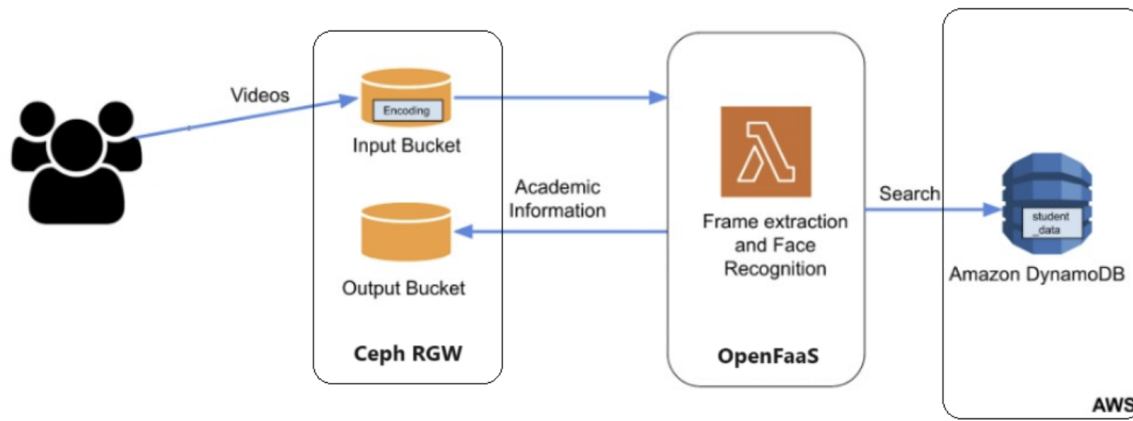 Videos
Encoding
Input Bucket
Academic
Information
Output Bucket
Ceph RGW
Frame extraction
and Face
Recognition
OpenFaaS
Search
student
_data
Amazon DynamoDB
AWS